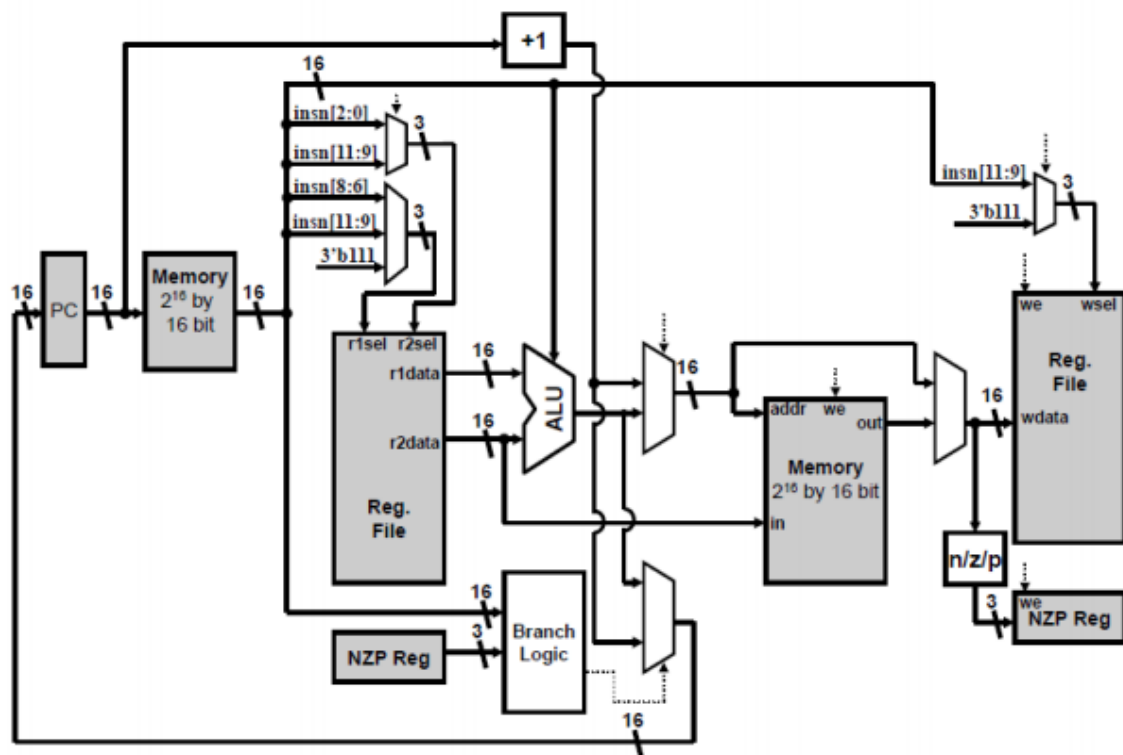 +1
16
insn[2:0]
3
insn[11:9]
insn[8:6]
3
insn[11:9]
3'b111
insn[11:9]
3
3'b111
16
PC
16
Memory
2¹⁶ by
16 bit
16
r1sel r2sel
r1data
16
r2data
16
Reg.
File
ALU
16
addr we
out
Memory
2¹⁶ by 16 bit
in
we
wsel
Reg.
File
16
wdata
n/z/p
3
we
NZP Reg
16
3
NZP Reg
Branch
Logic
16